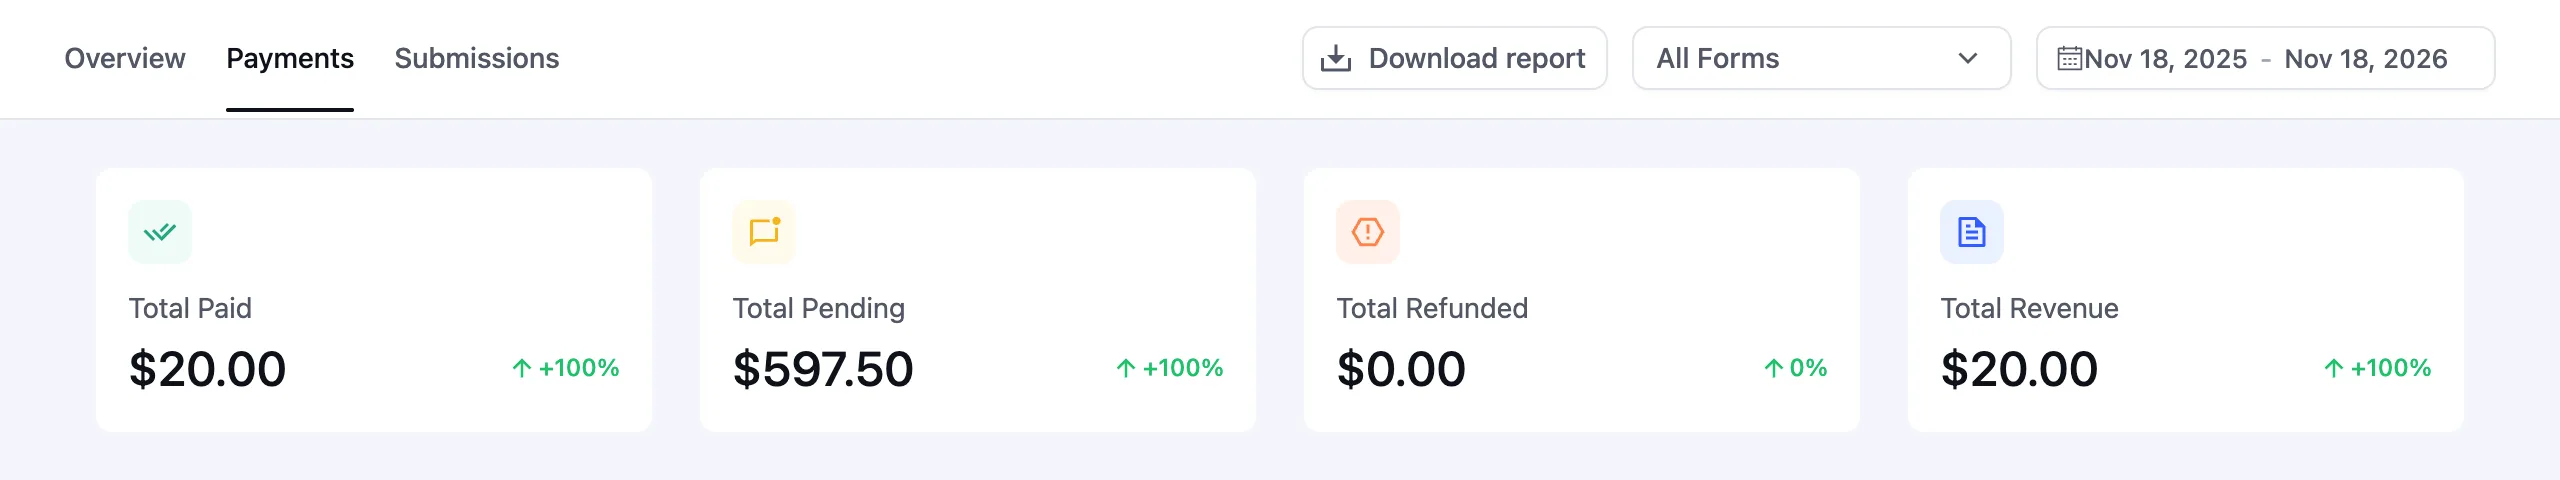 Overview Payments Submissions Download report All Forms Nov 18, 2025 - Nov 18, 2026
Total Paid
$20.00 +100%
Total Pending
$597.50 +100%
Total Refunded
$0.00 0%
Total Revenue
$20.00 +100%